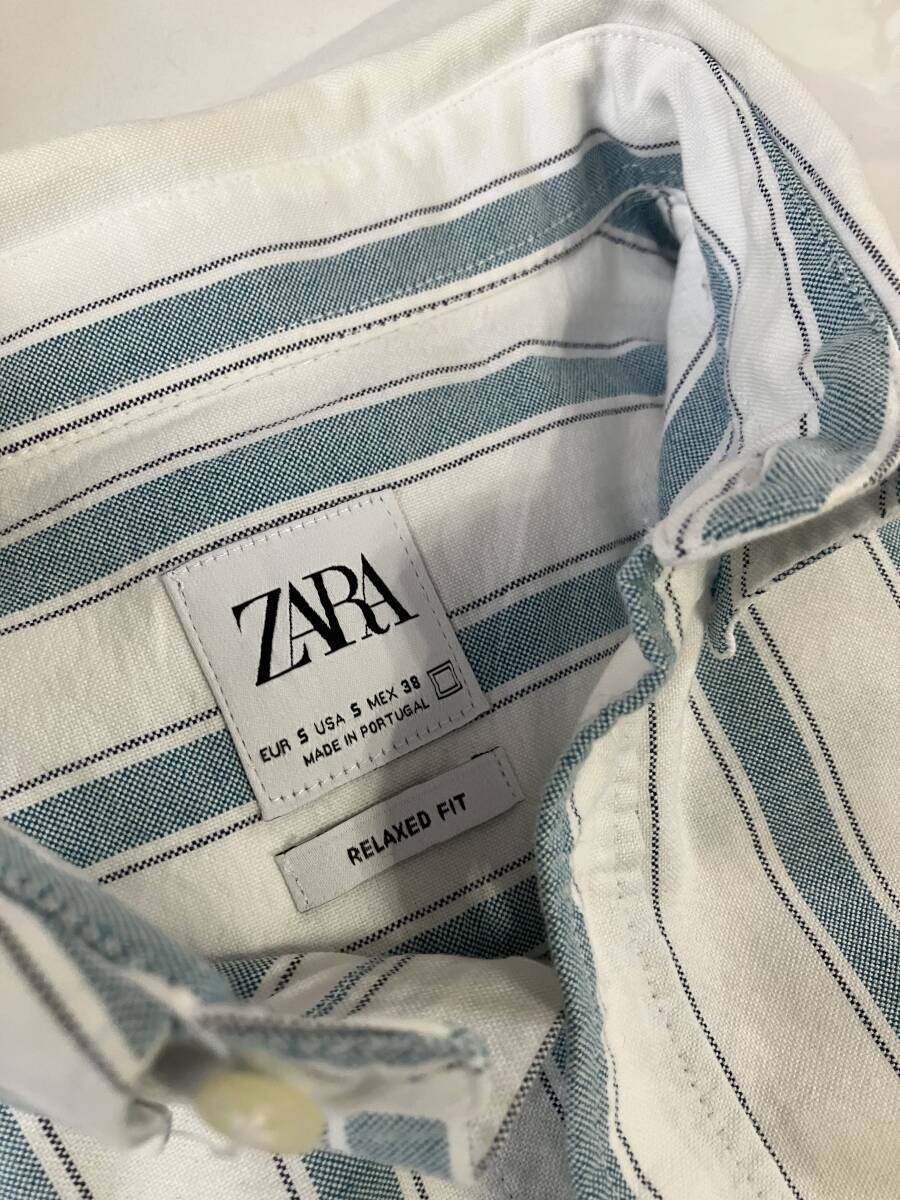 ZARA
EUR S USA S MEX 38
MADE IN PORTUGAL
RELAXED FIT